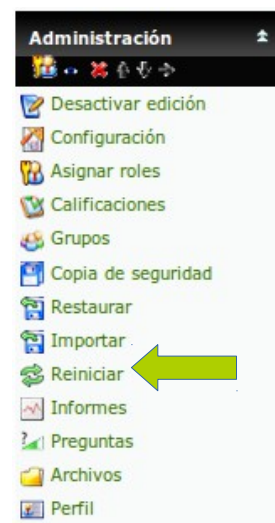 Administración
Desactivar edición
Configuración
Asignar roles
Calificaciones
Grupos
Copia de seguridad
Restaurar
Importar
Reiniciar
Informes
Preguntas
Archivos
Perfil